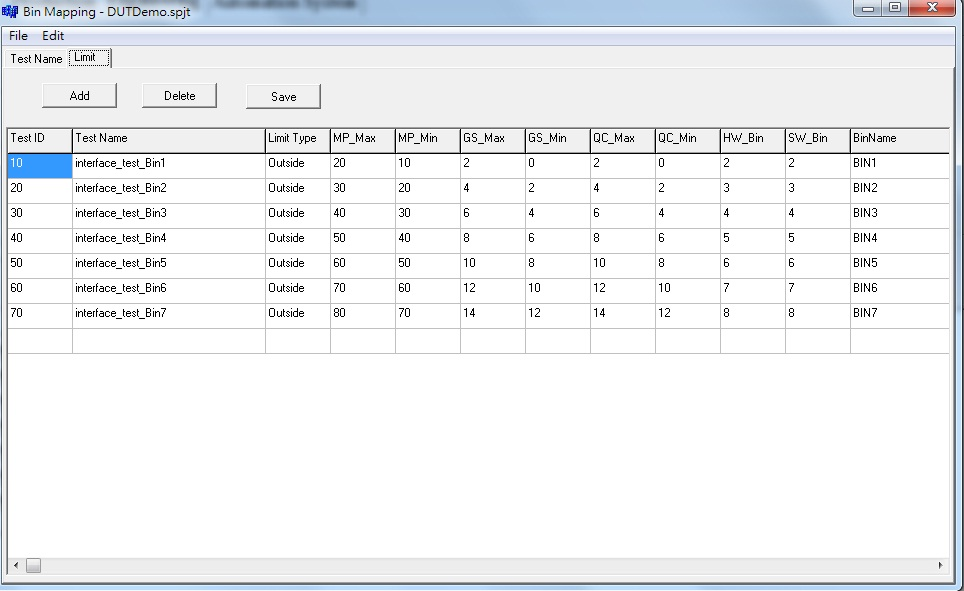 Automation System
Bin Mapping - DUTDemo.spjt
File Edit
Test Name Limit
Add Delete Save
Test ID Test Name Limit Type MP_Max MP_Min GS_Max GS_Min QC_Max QC_Min HW_Bin SW_Bin BinName
10 interface_test_Bin1 Outside 20 10 2 0 2 0 2 2 BIN1
20 interface_test_Bin2 Outside 30 20 4 2 4 2 3 3 BIN2
30 interface_test_Bin3 Outside 40 30 6 4 6 4 4 4 BIN3
40 interface_test_Bin4 Outside 50 40 8 6 8 6 5 5 BIN4
50 interface_test_Bin5 Outside 60 50 10 8 10 8 6 6 BIN5
60 interface_test_Bin6 Outside 70 60 12 10 12 10 7 7 BIN6
70 interface_test_Bin7 Outside 80 70 14 12 14 12 8 8 BIN7